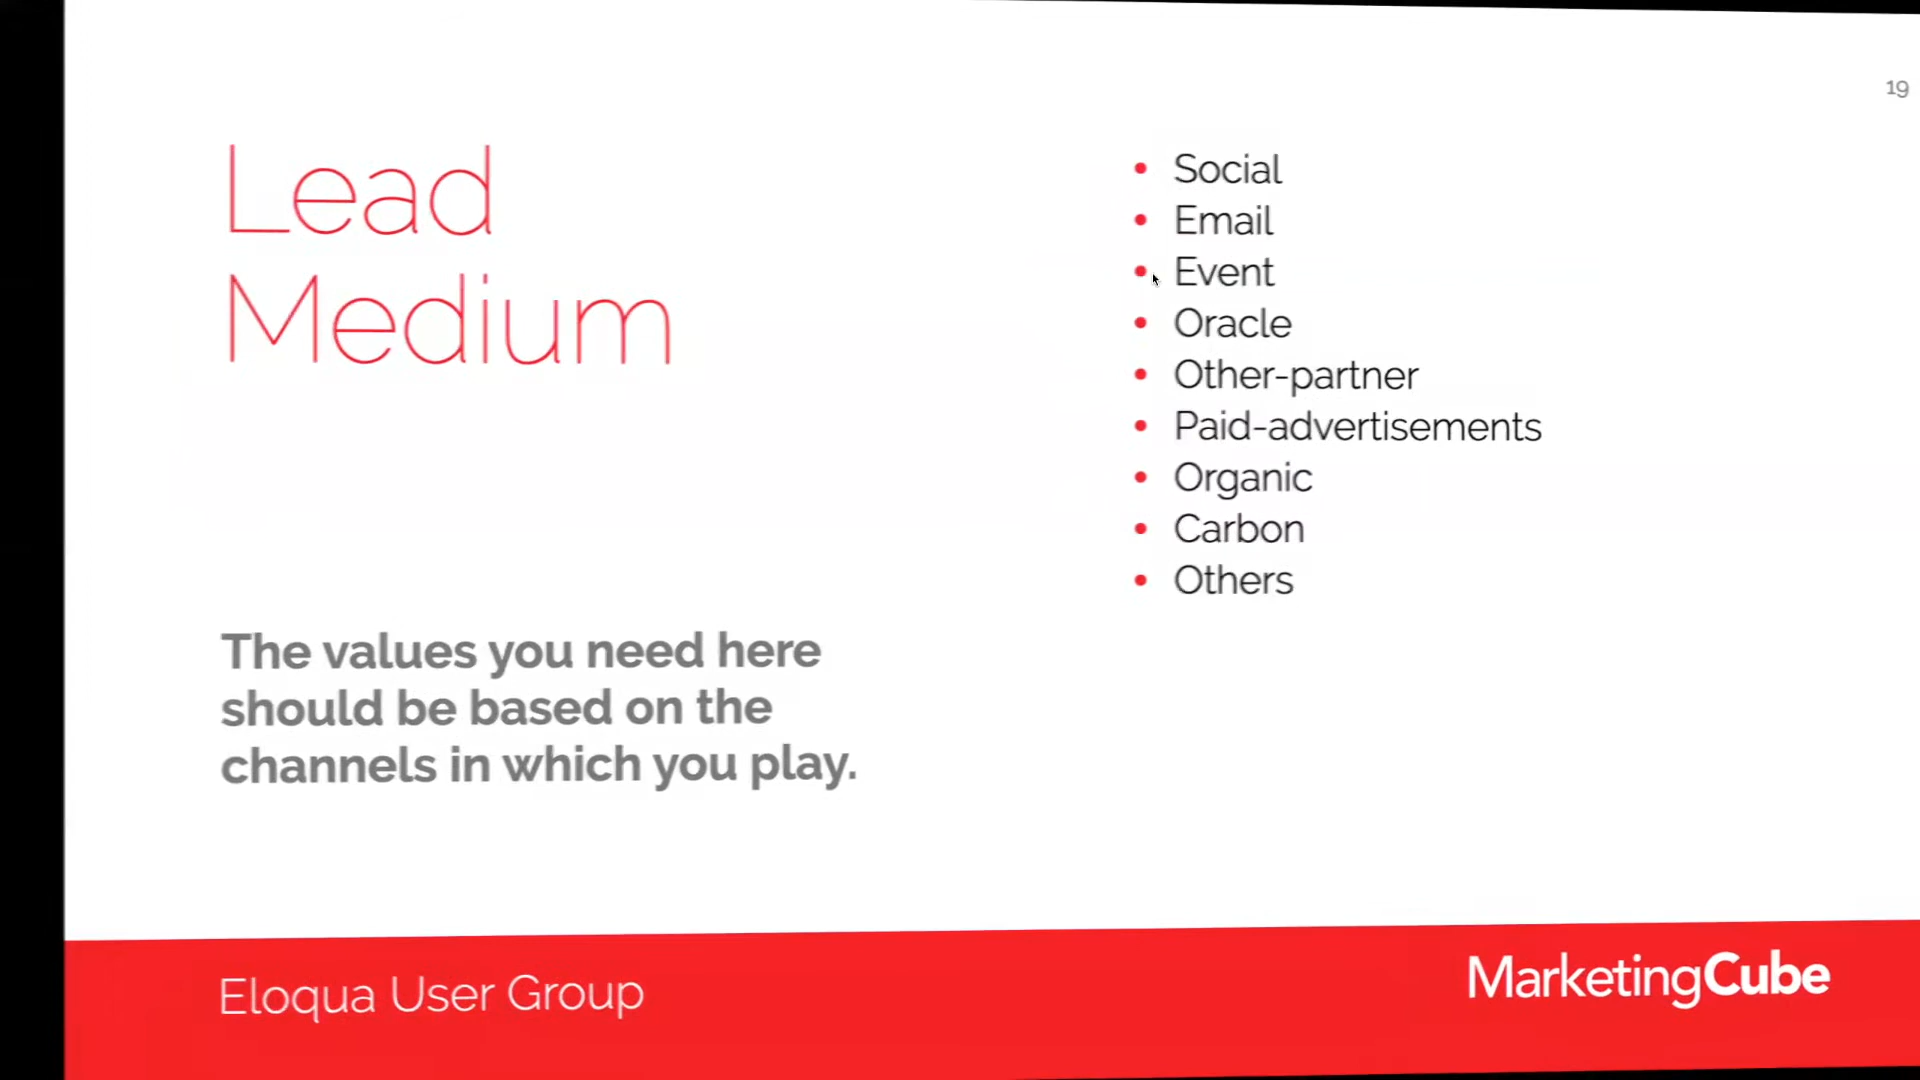 19
Lead
Medium
The values you need here
should be based on the
channels in which you play.
Social
Email
Event
Oracle
Other-partner
Paid-advertisements
Organic
Carbon
Others
Eloqua User Group
MarketingCube